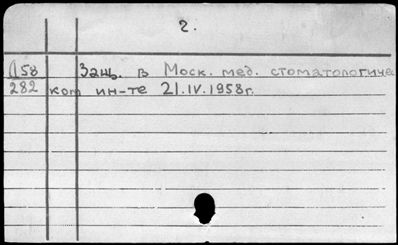 2.
Д58 Защ. в Моск. мед. стоматологичес
282 ком ин-те 21.IV.1958г.